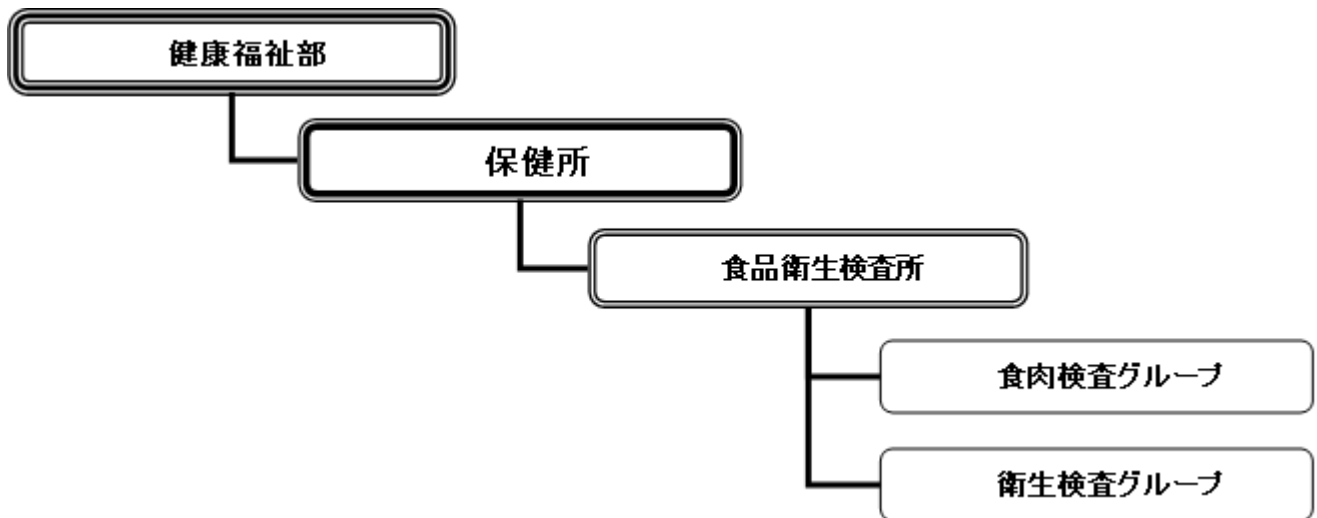 健康福祉部
保健所
食品衛生検査所
食肉検査グループ
衛生検査グループ